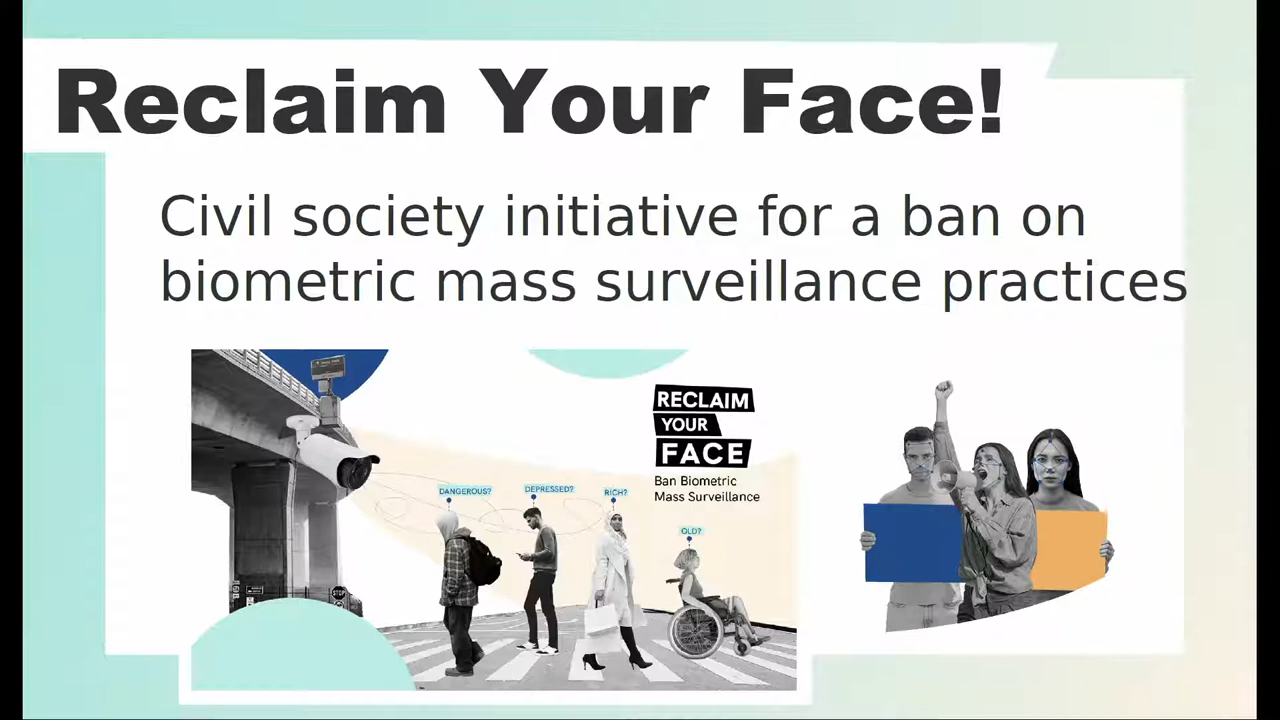 Reclaim Your Face!
Civil society initiative for a ban on
biometric mass surveillance practices
RECLAIM
YOUR
FACE
Ban Biometric
Mass Surveillance
DANGEROUS?
DEPRESSED?
RICH?
OLD?
STOP